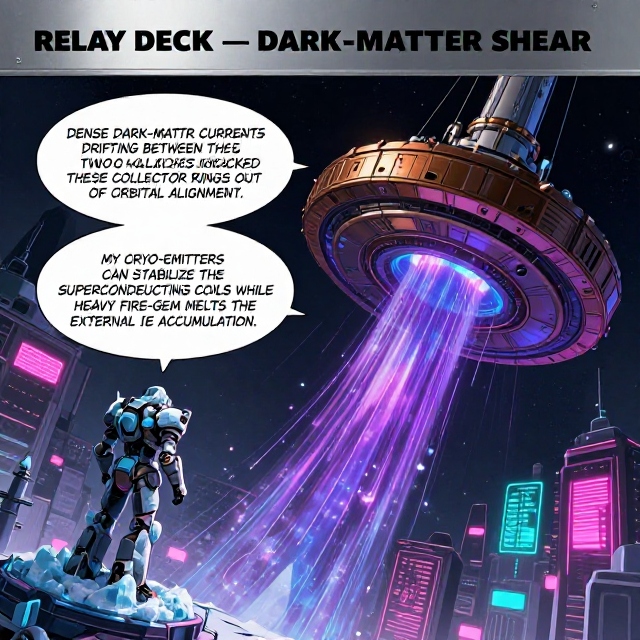 RELAY DECK — DARK-MATTER SHEAR
DENSE DARK-MATTR CURRENTS
DRIFTING BETWEEN THEE
THESE COLLECTOR RINGS OUT
OF ORBITAL ALIGNMENT.
MY CRYO-EMITTERS
CAN STABILIZE THE
SUPERCONDEUCTING COILS WHILE
HEAVY FIRE-GEM MELTS THE
EXTERNAL IE ACCUMULATION.